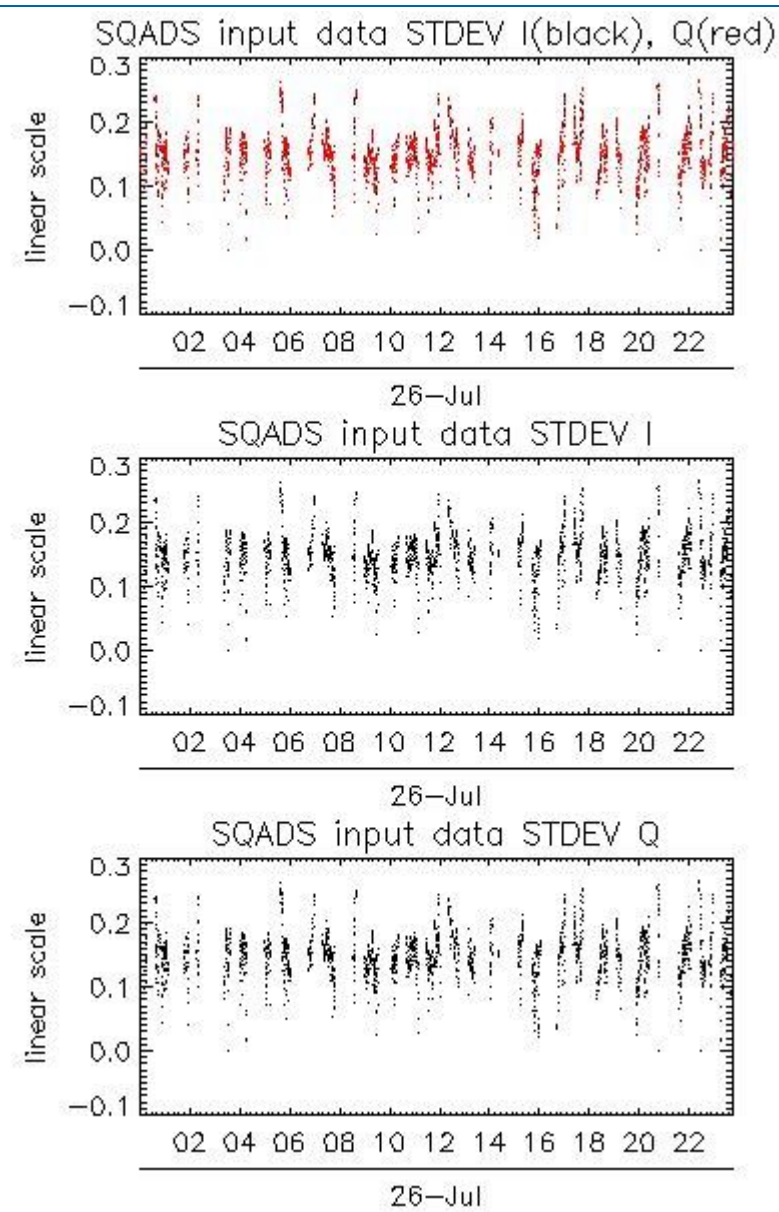 SQADS input data STDEV I(black), Q(red)
0.3
0.2
0.1
0.0
−0.1
linear scale
02 04 06 08 10 12 14 16 18 20 22
26−Jul
SQADS input data STDEV I
0.3
0.2
0.1
0.0
−0.1
linear scale
02 04 06 08 10 12 14 16 18 20 22
26−Jul
SQADS input data STDEV Q
0.3
0.2
0.1
0.0
−0.1
linear scale
02 04 06 08 10 12 14 16 18 20 22
26−Jul